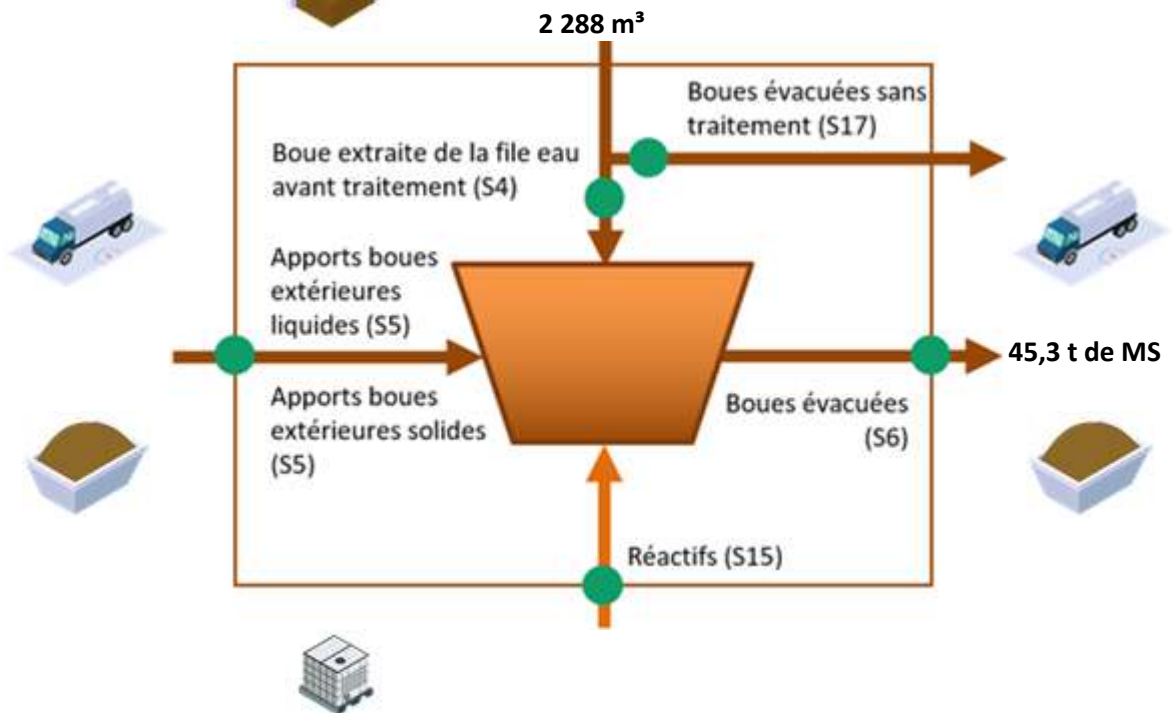 2 288 m³
Boues évacuées sans
traitement (S17)
Boue extraite de la file eau
avant traitement (S4)
Apports boues
extérieures
liquides (S5)
45,3 t de MS
Apports boues
extérieures solides
(S5)
Boues évacuées
(S6)
Réactifs (S15)